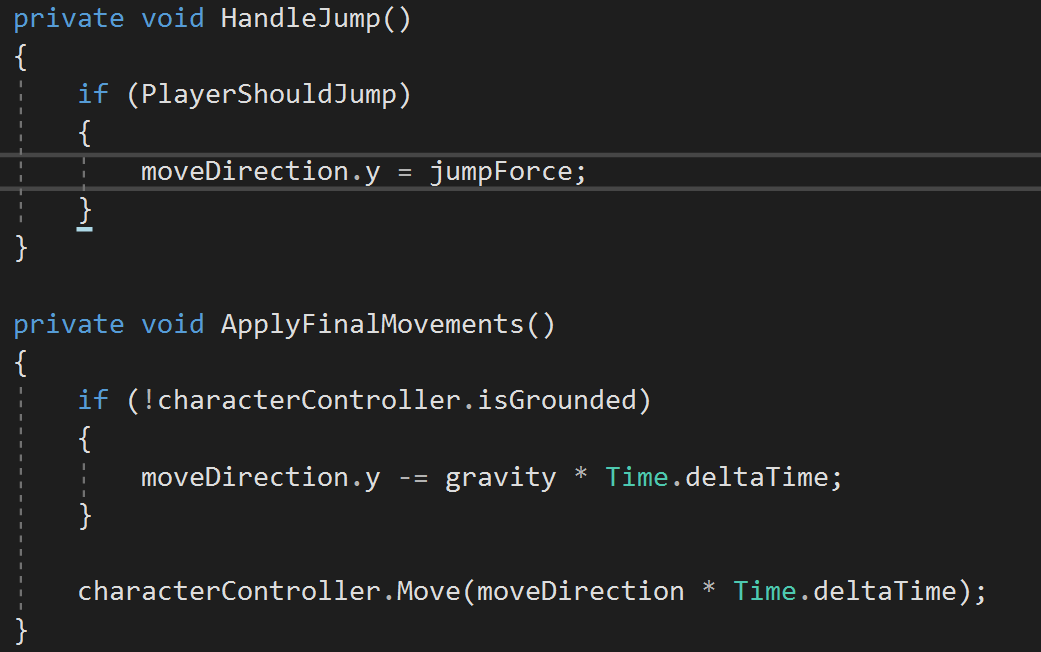 private void HandleJump()
{
    if (PlayerShouldJump)
    {
        moveDirection.y = jumpForce;
    }
}

private void ApplyFinalMovements()
{
    if (!characterController.isGrounded)
    {
        moveDirection.y -= gravity * Time.deltaTime;
    }

    characterController.Move(moveDirection * Time.deltaTime);
}